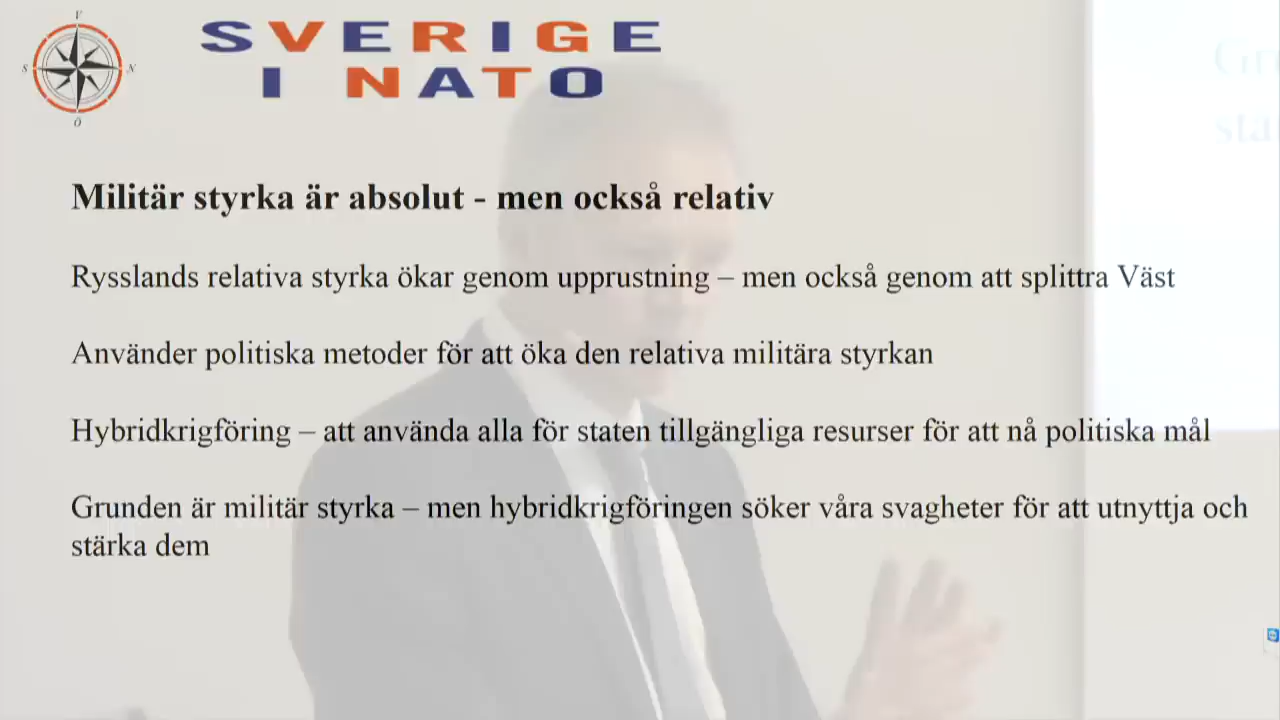 V
S
N
Ö
SVERIGE
I NATO
Militär styrka är absolut - men också relativ
Rysslands relativa styrka ökar genom upprustning – men också genom att splittra Väst
Använder politiska metoder för att öka den relativa militära styrkan
Hybridkrigföring – att använda alla för staten tillgängliga resurser för att nå politiska mål
Grunden är militär styrka – men hybridkrigföringen söker våra svagheter för att utnyttja och
stärka dem